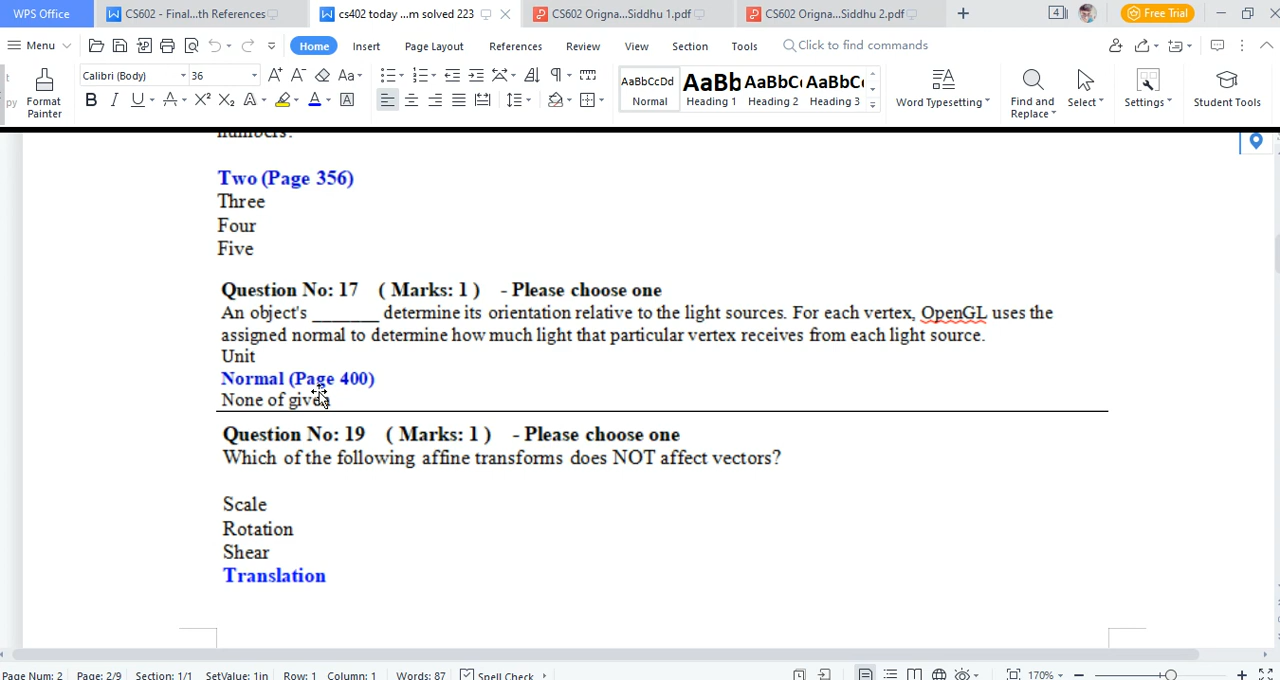 WPS Office
CS602 - Final...th References
cs402 today ...m solved 223
CS602 Origna...Siddhu 1.pdf
CS602 Origna...Siddhu 2.pdf
4
Free Trial
Menu
Home
Insert
Page Layout
References
Review
View
Section
Tools
Click to find commands
t
py
Format
Painter
Calibri (Body)
36
AaBbCcDd
Normal
AaBb
Heading 1
AaBbC
Heading 2
AaBbC
Heading 3
Word Typesetting
Find and
Replace
Select
Settings
Student Tools
numbers?
Two (Page 356)
Three
Four
Five
Question No: 17 ( Marks: 1 ) - Please choose one
An object's _______ determine its orientation relative to the light sources. For each vertex, OpenGL uses the
assigned normal to determine how much light that particular vertex receives from each light source.
Unit
Normal (Page 400)
None of given
Question No: 19 ( Marks: 1 ) - Please choose one
Which of the following affine transforms does NOT affect vectors?
Scale
Rotation
Shear
Translation
Page Num: 2 Page: 2/9 Section: 1/1 SetValue: 1in Row: 1 Column: 1 Words: 87 Spell Check
170%